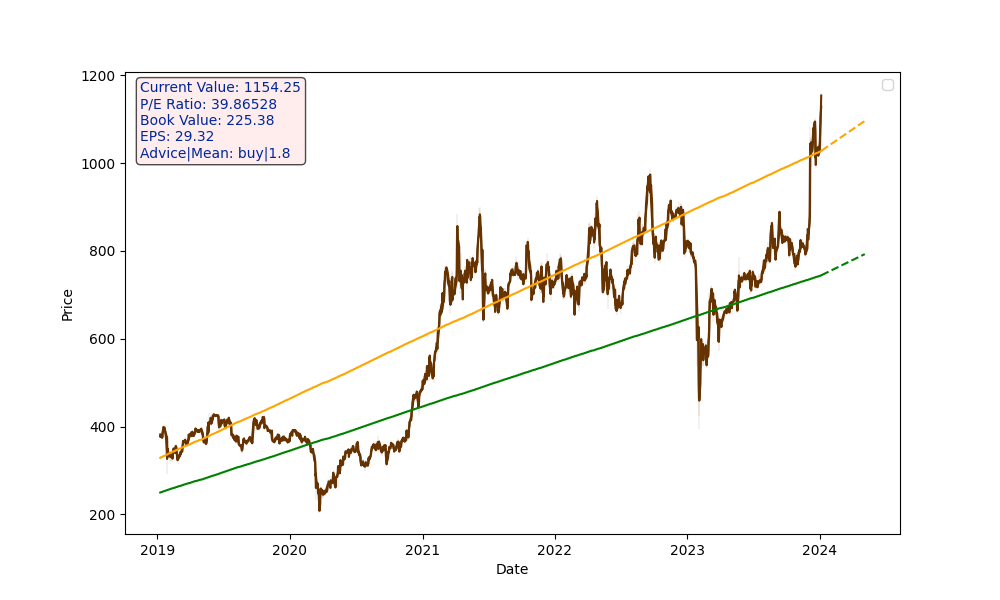 Current Value: 1154.25
P/E Ratio: 39.86528
Book Value: 225.38
EPS: 29.32
Advice|Mean: buy|1.8
1200
1000
800
600
400
200
Price
2019 2020 2021 2022 2023 2024
Date